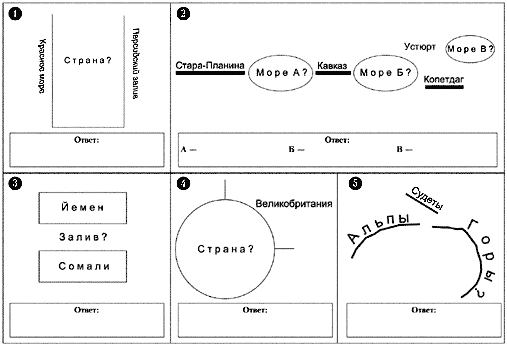 1
Красное море
Страна?
Персидский залив
Ответ:
2
Стара-Планина
Море А?
Кавказ
Море Б?
Устюрт
Море В?
Копетдаг
Ответ:
А — Б — В —
3
Йемен
Залив?
Сомали
Ответ:
4
Великобритания
Страна?
Ответ:
5
Судеты
Альпы
Горы?
Ответ: